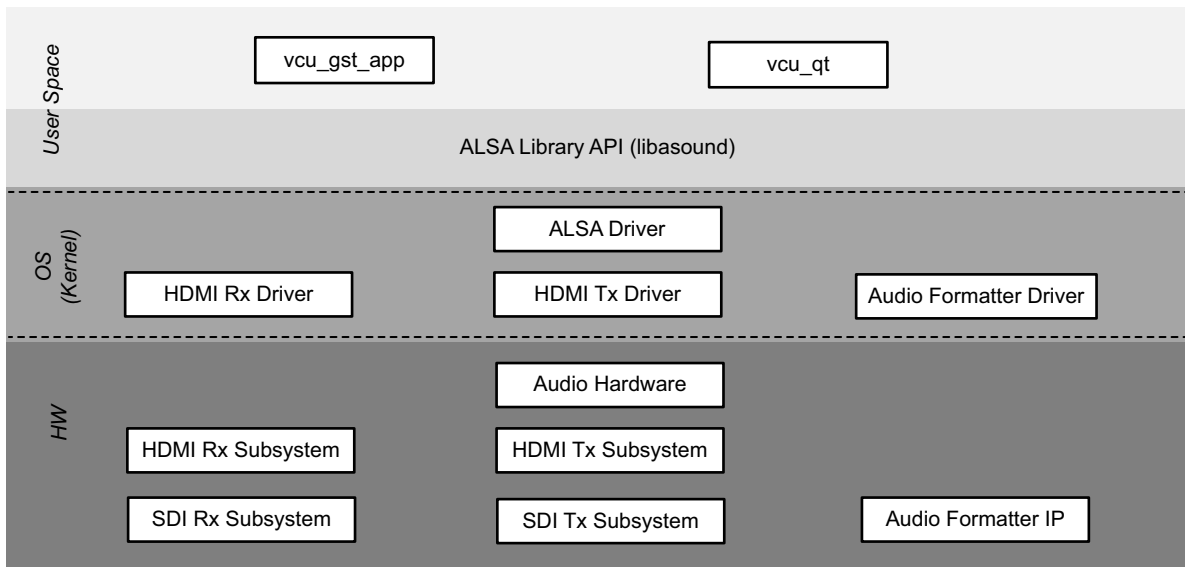 User Space
vcu_gst_app
vcu_qt
ALSA Library API (libasound)
OS
(Kernel)
ALSA Driver
HDMI Rx Driver
HDMI Tx Driver
Audio Formatter Driver
HW
Audio Hardware
HDMI Rx Subsystem
HDMI Tx Subsystem
SDI Rx Subsystem
SDI Tx Subsystem
Audio Formatter IP